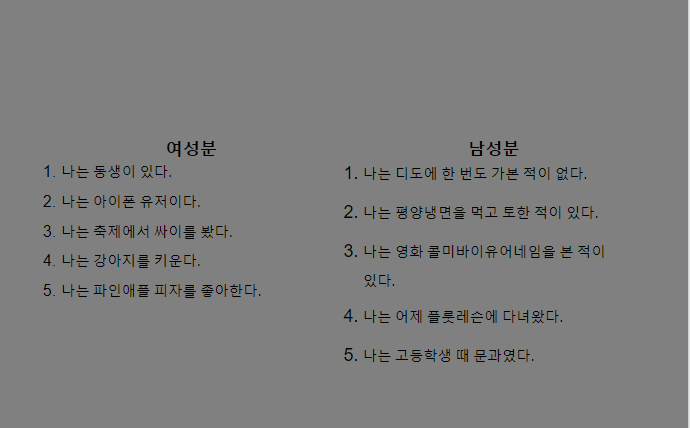 여성분
1. 나는 동생이 있다.
2. 나는 아이폰 유저이다.
3. 나는 축제에서 싸이를 봤다.
4. 나는 강아지를 키운다.
5. 나는 파인애플 피자를 좋아한다.
남성분
1. 나는 디도에 한 번도 가본 적이 없다.
2. 나는 평양냉면을 먹고 토한 적이 있다.
3. 나는 영화 콜미바이유어네임을 본 적이
있다.
4. 나는 어제 플룻레슨에 다녀왔다.
5. 나는 고등학생 때 문과였다.